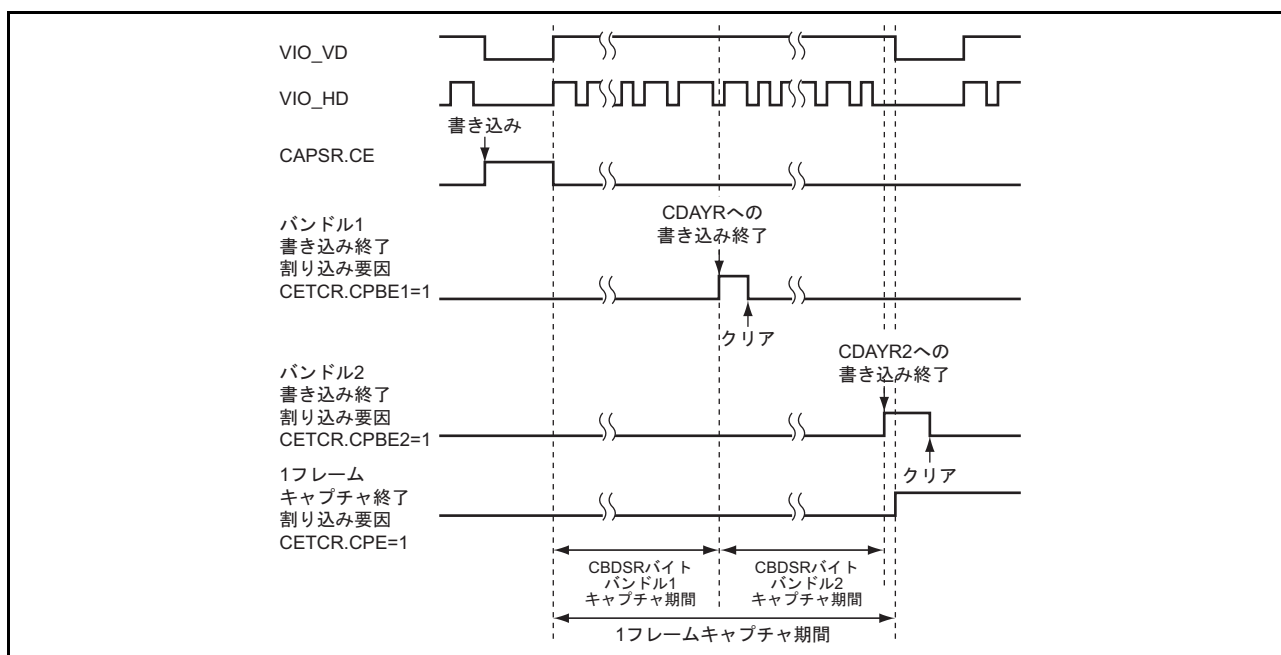 VIO_VD
VIO_HD
書き込み
CAPSR.CE
CDAYRへの
書き込み終了
バンドル1
書き込み終了
割り込み要因
CETCR.CPBE1=1
クリア
CDAYR2への
書き込み終了
バンドル2
書き込み終了
割り込み要因
CETCR.CPBE2=1
クリア
1フレーム
キャプチャ終了
割り込み要因
CETCR.CPE=1
CBDSRバイト
バンドル1
キャプチャ期間
CBDSRバイト
バンドル2
キャプチャ期間
1フレームキャプチャ期間